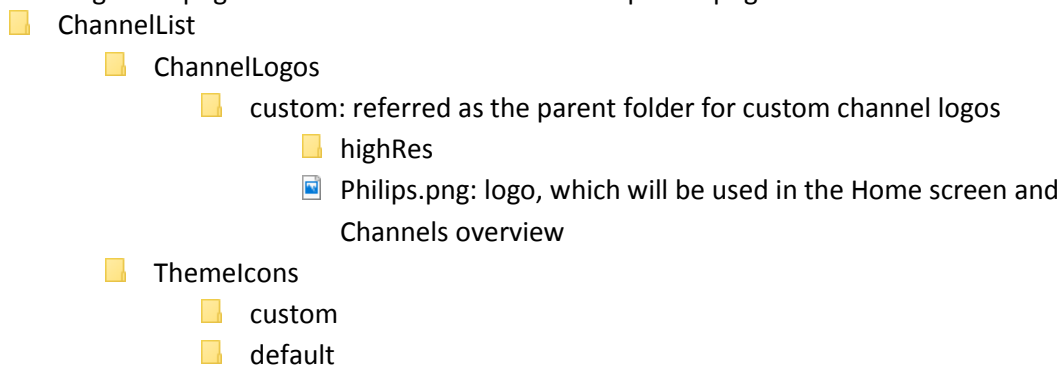 ChannelList
ChannelLogos
custom: referred as the parent folder for custom channel logos
highRes
Philips.png: logo, which will be used in the Home screen and
Channels overview
ThemeIcons
custom
default